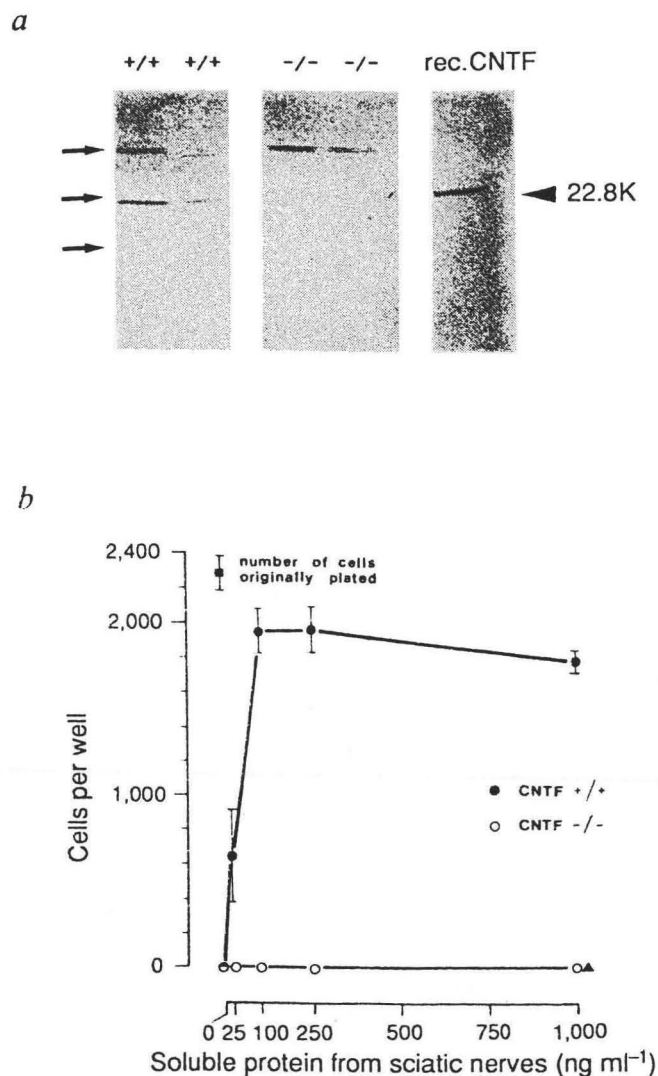 a
+/+ +/+ -/- -/- rec.CNTF
22.8K
b
2,400
number of cells
originally plated
2,000
1,000
0
Cells per well
CNTF +/+
CNTF -/-
0 25 100 250 500 750 1,000
Soluble protein from sciatic nerves (ng ml⁻¹)